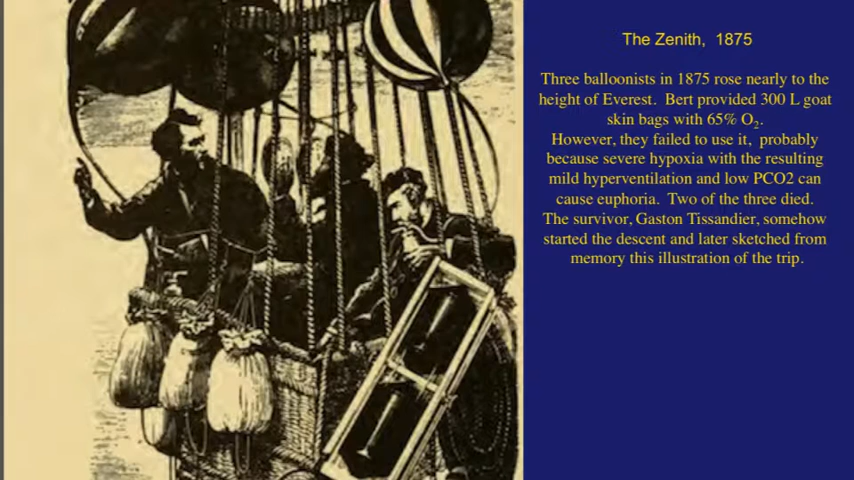 The Zenith, 1875
Three balloonists in 1875 rose nearly to the
height of Everest. Bert provided 300 L goat
skin bags with 65% O₂.
However, they failed to use it, probably
because severe hypoxia with the resulting
mild hyperventilation and low PCO2 can
cause euphoria. Two of the three died.
The survivor, Gaston Tissandier, somehow
started the descent and later sketched from
memory this illustration of the trip.